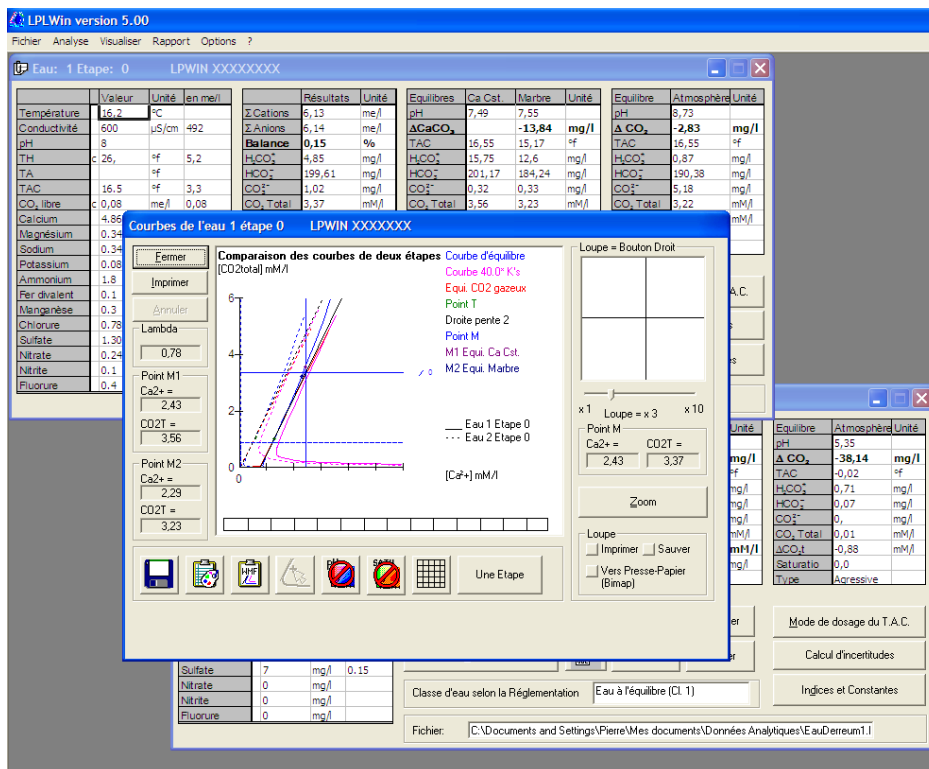 LPLWin version 5.00
Fichier Analyse Visualiser Rapport Options ?
Eau: 1 Etape: 0 LPWIN XXXXXXXX
Valeur Unité en me/l
Température 16,2 °C
Conductivité 600 µS/cm 492
pH 8
TH c 26, °f 5,2
TA °f
TAC 16.5 °f 3,3
CO₂ libre c 0,08 me/l 0,08
Calcium 4.86
Magnésium 0.34
Sodium 0.34
Potassium 0.08
Ammonium 1.8
Fer divalent 0.1
Manganèse 0.3
Chlorure 0.78
Sulfate 1.30
Nitrate 0.24
Nitrite 0.1
Fluorure 0.4
Résultats Unité
Σ Cations 6,13 me/l
Σ Anions 6,14 me/l
Balance 0,15 %
H₂CO₃* 4,85 mg/l
HCO₃⁻ 199,61 mg/l
CO₃²⁻ 1,02 mg/l
CO₂ Total 3,37 mM/l
Equilibres Ca Cst. Marbre Unité
pH 7,49 7,55
ΔCaCO₃ -13,84 mg/l
TAC 16,55 15,17 °f
H₂CO₃* 15,75 12,6 mg/l
HCO₃⁻ 201,17 184,24 mg/l
CO₃²⁻ 0,32 0,33 mg/l
CO₂ Total 3,56 3,23 mM/l
Equilibre Atmosphère Unité
pH 8,73
Δ CO₂ -2,83 mg/l
TAC 16,55 °f
H₂CO₃* 0,87 mg/l
HCO₃⁻ 190,38 mg/l
CO₃²⁻ 5,18 mg/l
CO₂ Total 3,22 mM/l
mM/l
A.C.
s
es
Courbes de l'eau 1 étape 0 LPWIN XXXXXXX
Fermer
Imprimer
Annuler
Lambda
0,78
Point M1
Ca2+ =
2,43
CO2T =
3,56
Point M2
Ca2+ =
2,29
CO2T =
3,23
Comparaison des courbes de deux étapes
[CO2total] mM/l
6
4
2
0
0
[Ca²+] mM/l
Courbe d'équilibre
Courbe 40.0° K's
Equi. CO2 gazeux
Point T
Droite pente 2
Point M
M1 Equi. Ca Cst.
M2 Equi. Marbre
Eau 1 Etape 0
Eau 2 Etape 0
WMF
Une Etape
Loupe = Bouton Droit
x 1 Loupe = x 3 x 10
Point M
Ca2+ = CO2T =
2,43 3,37
Zoom
Loupe
Imprimer Sauver
Vers Presse-Papier
(Bimap)
Unité
mg/l
°f
mg/l
mg/l
mg/l
mM/l
mM/l
mg/l
Equilibre Atmosphère Unité
pH 5,35
Δ CO₂ -38,14 mg/l
TAC -0,02 °f
H₂CO₃* 0,71 mg/l
HCO₃⁻ 0,07 mg/l
CO₃²⁻ 0, mg/l
CO₂ Total 0,01 mM/l
ΔCO₂t -0,88 mM/l
Saturatio 0,0
Type Agressive
er
er
Mode de dosage du T.A.C.
Calcul d'incertitudes
Indices et Constantes
Sulfate 7 mg/l 0.15
Nitrate 0 mg/l
Nitrite 0 mg/l
Fluorure 0 mg/l
Classe d'eau selon la Réglementation Eau à l'équilibre (Cl. 1)
Fichier: C:\Documents and Settings\Pierre\Mes documents\Données Analytiques\EauDerreum1.l